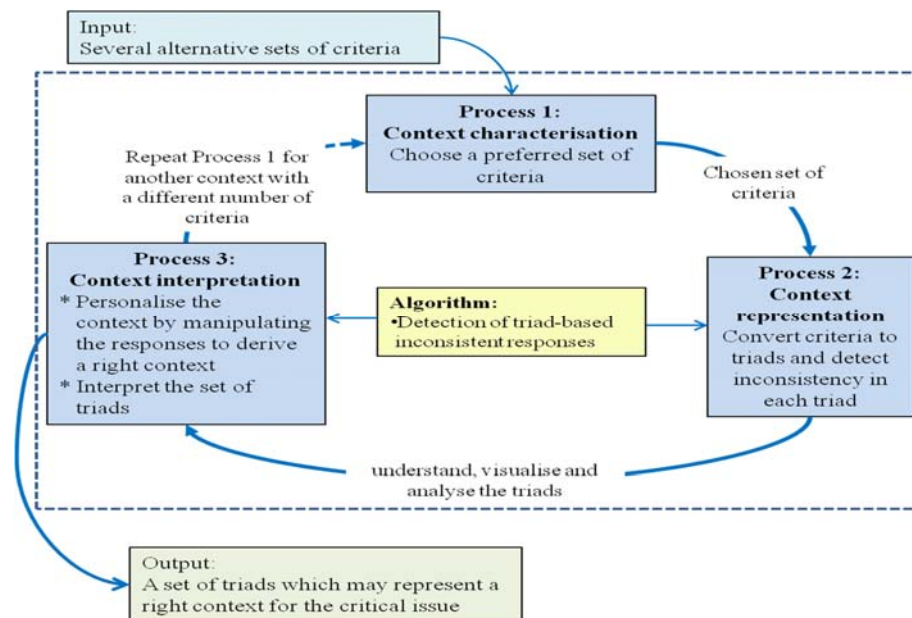 Input:
Several alternative sets of criteria
Process 1:
Context characterisation
Choose a preferred set of
criteria
Repeat Process 1 for
another context with
a different number of
criteria
Chosen set of
criteria
Process 3:
Context interpretation
* Personalise the
context by manipulating
the responses to derive
a right context
* Interpret the set of
triads
Algorithm:
•Detection of triad-based
inconsistent responses
Process 2:
Context
representation
Convert criteria to
triads and detect
inconsistency in
each triad
understand, visualise and
analyse the triads
Output:
A set of triads which may represent a
right context for the critical issue